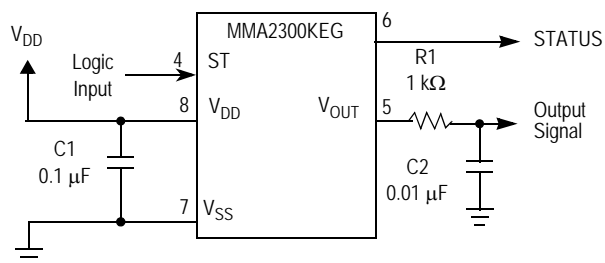 MMA2300KEG
6
STATUS
V_DD
Logic
Input
4
ST
R1
1 kΩ
8
V_DD
V_OUT
5
Output
Signal
C1
0.1 μF
C2
0.01 μF
7
V_SS